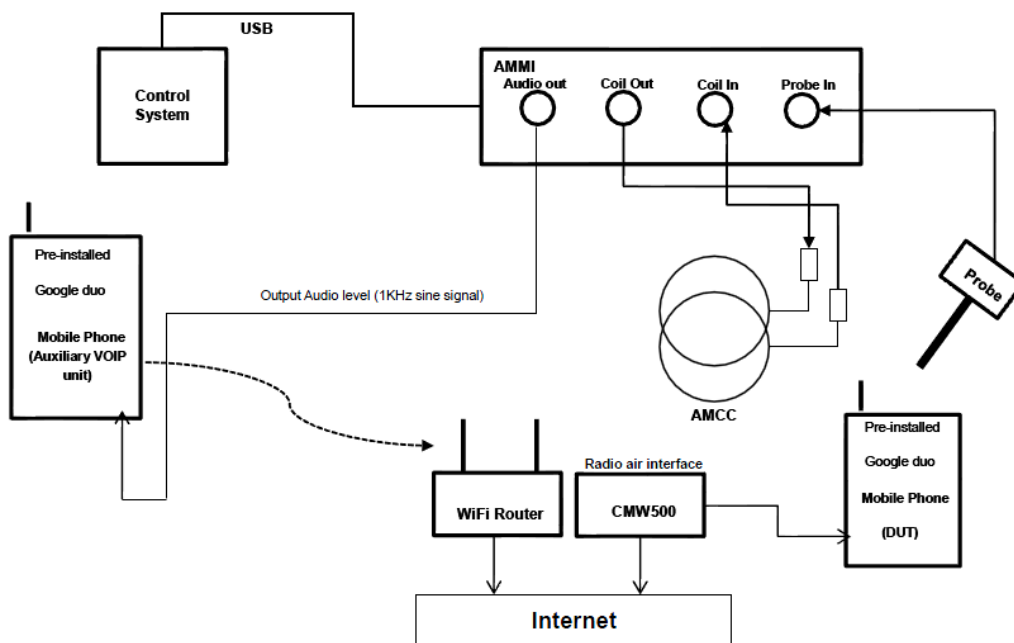 USB
Control
System
AMMI
Audio out
Coil Out
Coil In
Probe In
Pre-installed
Google duo
Mobile Phone
(Auxiliary VOIP
unit)
Output Audio level (1KHz sine signal)
Probe
AMCC
Pre-installed
Google duo
Mobile Phone
(DUT)
WiFi Router
Radio air interface
CMW500
Internet